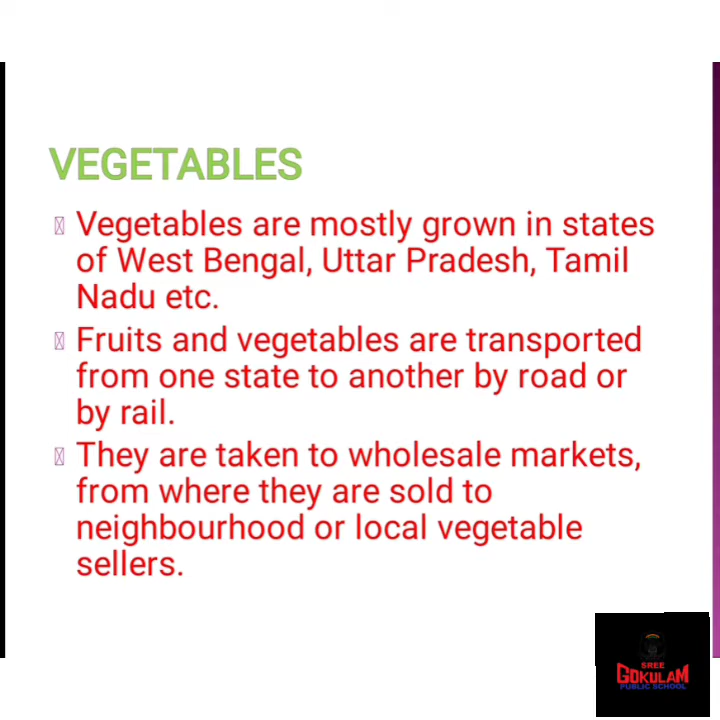 VEGETABLES
Vegetables are mostly grown in states
of West Bengal, Uttar Pradesh, Tamil
Nadu etc.
Fruits and vegetables are transported
from one state to another by road or
by rail.
They are taken to wholesale markets,
from where they are sold to
neighbourhood or local vegetable
sellers.
SREE
GOKULAM
PUBLIC SCHOOL